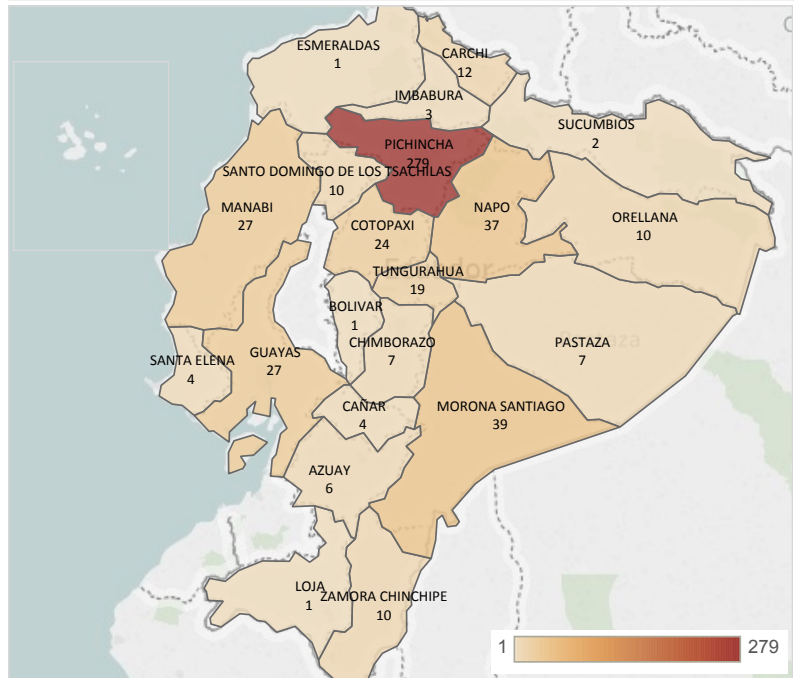 ESMERALDAS
1
CARCHI
12
IMBABURA
3
SUCUMBIOS
2
PICHINCHA
279
SANTO DOMINGO DE LOS TSACHILAS
10
MANABI
27
NAPO
37
ORELLANA
10
COTOPAXI
24
TUNGURAHUA
19
BOLIVAR
1
CHIMBORAZO
7
PASTAZA
7
SANTA ELENA
4
GUAYAS
27
CAÑAR
4
MORONA SANTIAGO
39
AZUAY
6
LOJA
1
ZAMORA CHINCHIPE
10
1
279